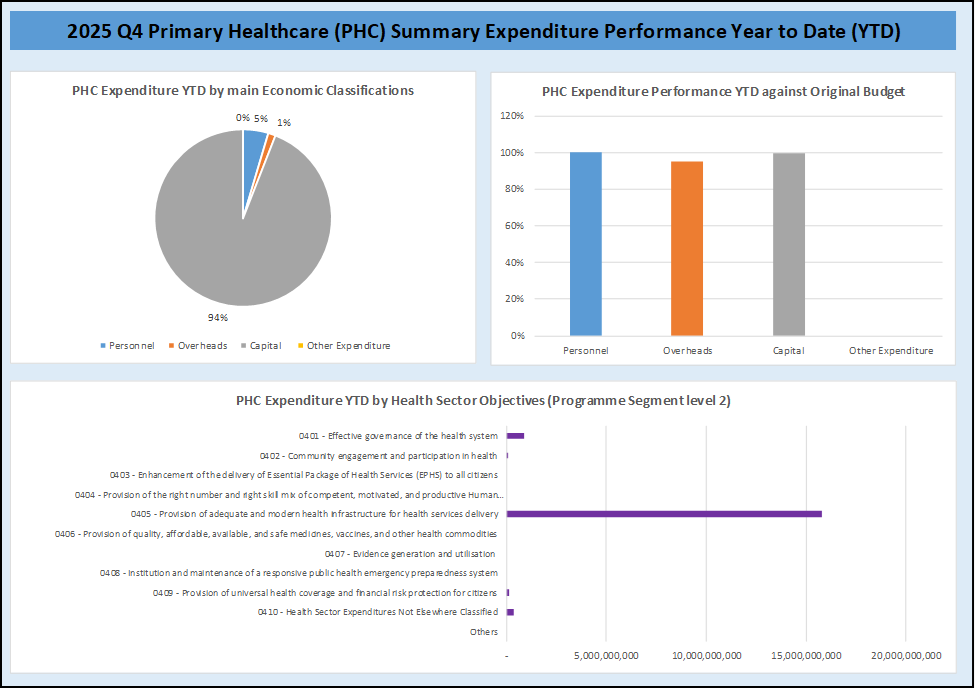 2025 Q4 Primary Healthcare (PHC) Summary Expenditure Performance Year to Date (YTD)
PHC Expenditure YTD by main Economic Classifications
0% 5% 1%
94%
Personnel Overheads Capital Other Expenditure
PHC Expenditure Performance YTD against Original Budget
120%
100%
80%
60%
40%
20%
0%
Personnel Overheads Capital Other Expenditure
PHC Expenditure YTD by Health Sector Objectives (Programme Segment level 2)
0401 - Effective governance of the health system
0402 - Community engagement and participation in health
0403 - Enhancement of the delivery of Essential Package of Health Services (EPHS) to all citizens
0404 - Provision of the right number and right skill mix of competent, motivated, and productive Human...
0405 - Provision of adequate and modern health infrastructure for health services delivery
0406 - Provision of quality, affordable, available, and safe medicines, vaccines, and other health commodities
0407 - Evidence generation and utilisation
0408 - Institution and maintenance of a responsive public health emergency preparedness system
0409 - Provision of universal health coverage and financial risk protection for citizens
0410 - Health Sector Expenditures Not Elsewhere Classified
Others
- 5,000,000,000 10,000,000,000 15,000,000,000 20,000,000,000